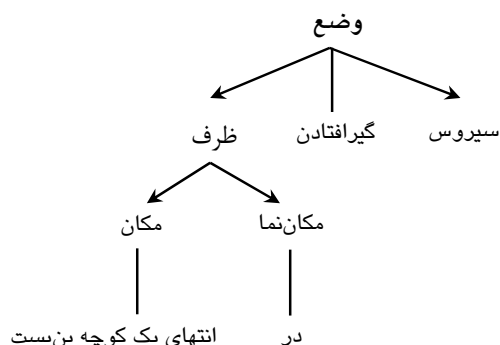 وضع
سیروس گیرافتادن ظرف
مکان‌نما مکان
در انتهای یک کوچه بن‌بست